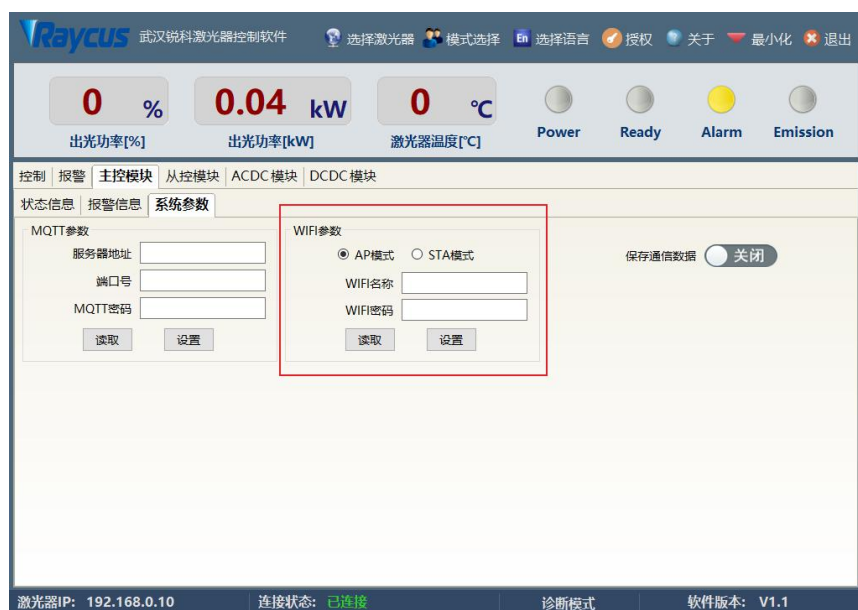 Raycus 武汉锐科激光器控制软件 选择激光器 模式选择 En 选择语言 授权 关于 最小化 退出
0 % 0.04 kW 0 ℃
出光功率[%] 出光功率[kW] 激光器温度[℃] Power Ready Alarm Emission
控制 报警 主控模块 从控模块 ACDC模块 DCDC模块
状态信息 报警信息 系统参数
MQTT参数 WIFI参数
服务器地址 AP模式 STA模式 保存通信数据 关闭
端口号 WIFI名称
MQTT密码 WIFI密码
读取 设置 读取 设置
激光器IP: 192.168.0.10 连接状态: 已连接 诊断模式 软件版本: V1.1